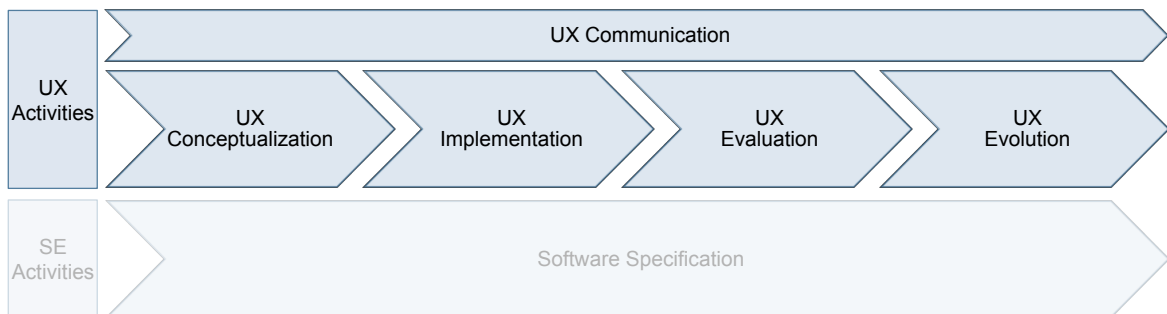 UX Communication
UX
Activities
UX
Conceptualization
UX
Implementation
UX
Evaluation
UX
Evolution
SE
Activities
Software Specification